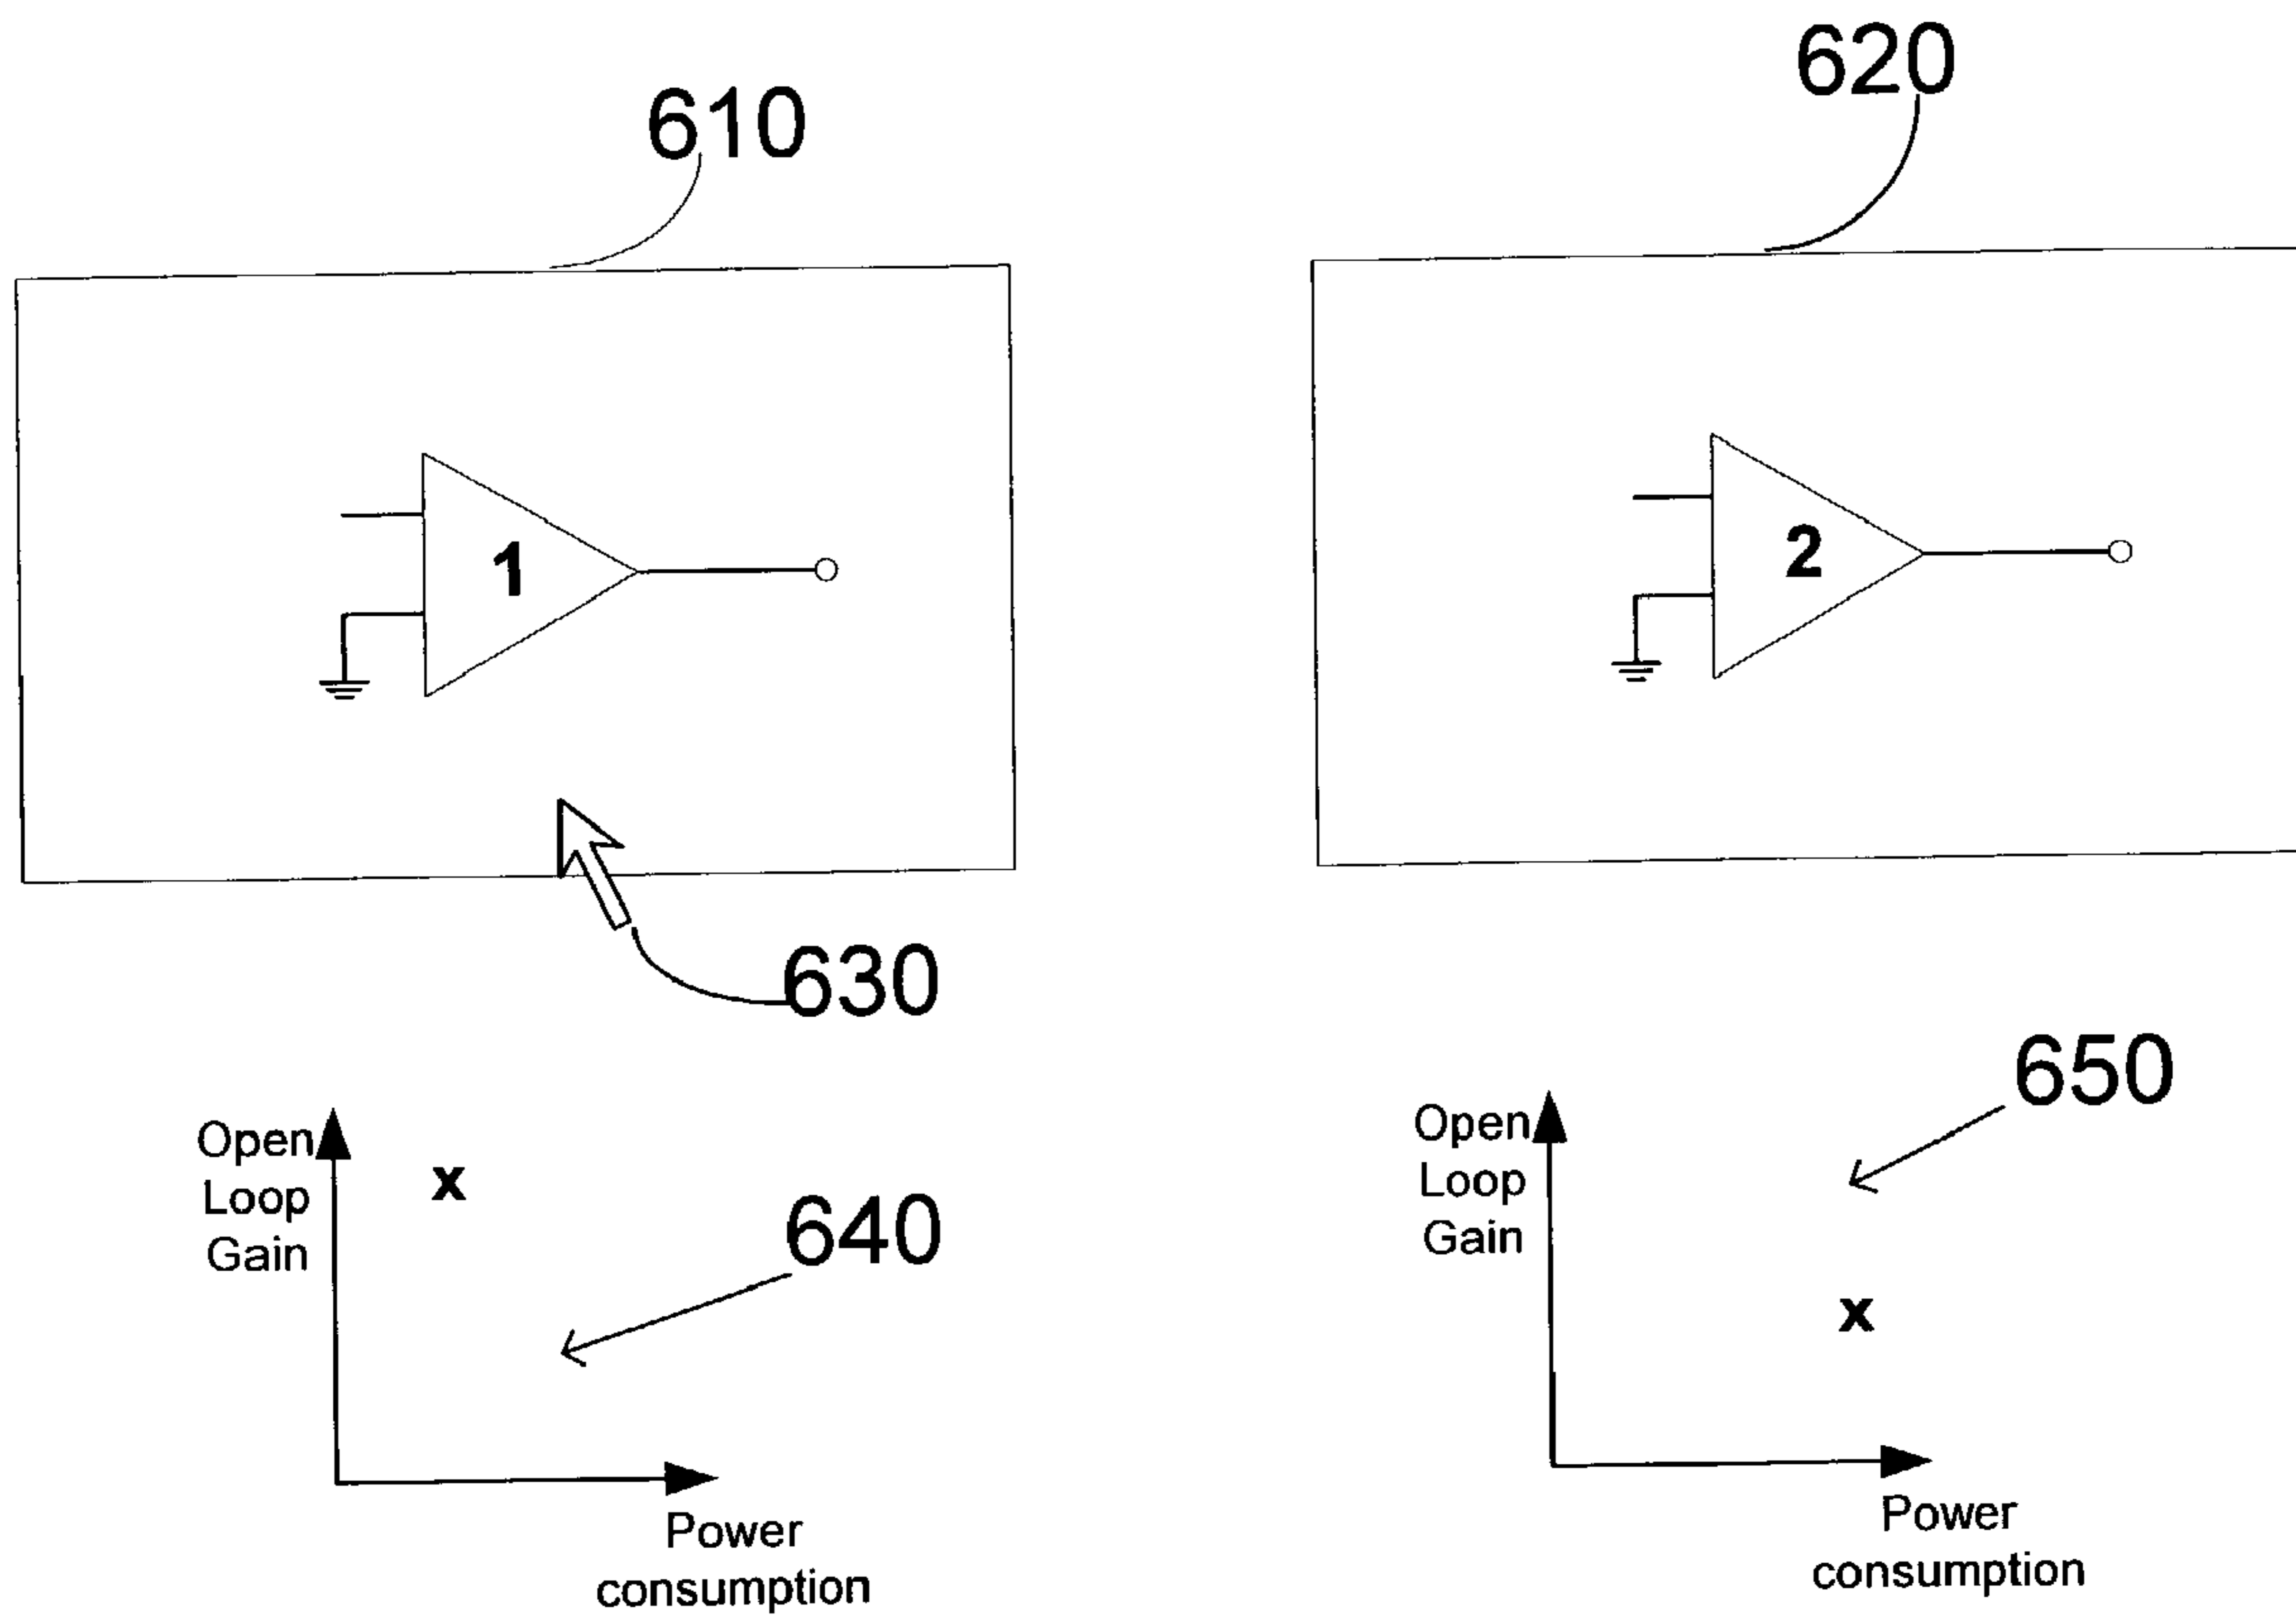 620
610
1
2
630
650
Open
Loop
Gain
x
640
Power
consumption
Open
Loop
Gain
x
Power
consumption